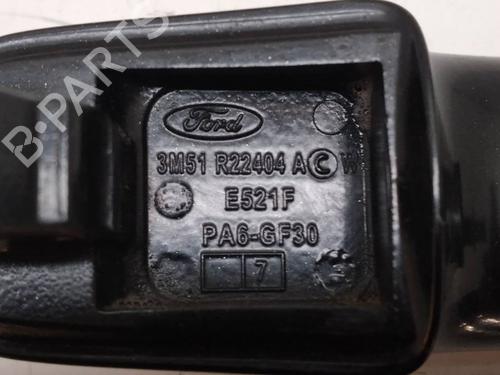 B-PARTS
Ford
3M51 R22404 A C W
E521F
PA6-GF30
7